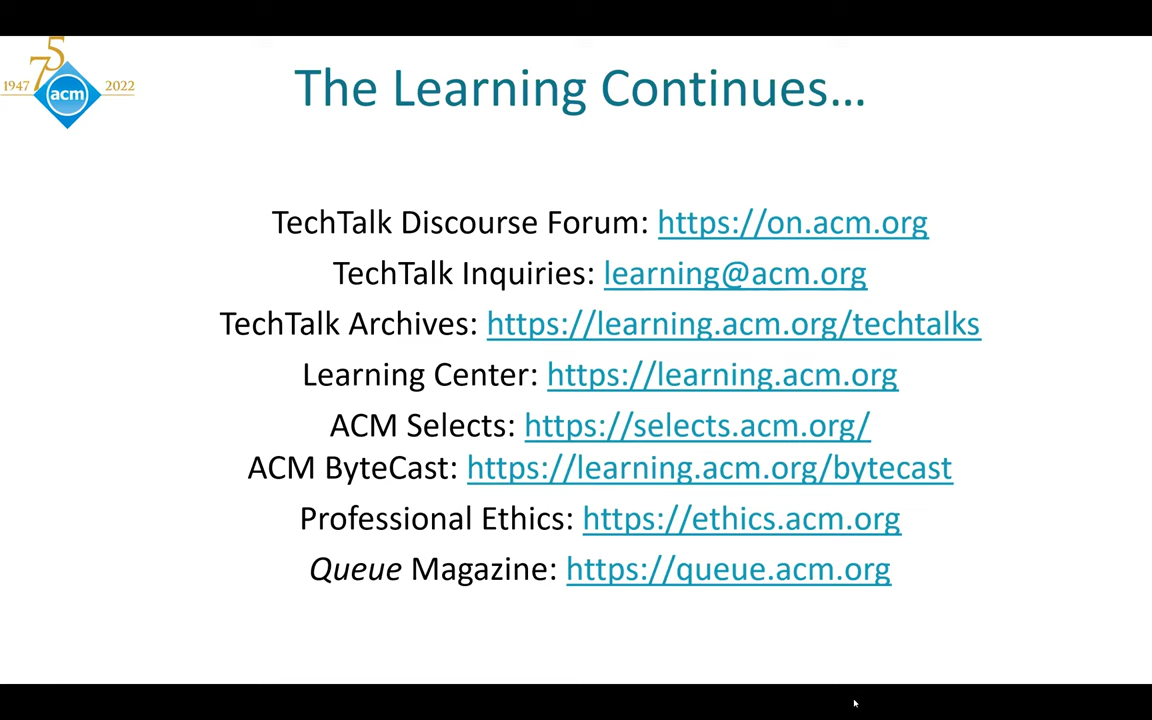 75
1947
2022
acm
The Learning Continues…
TechTalk Discourse Forum: https://on.acm.org
TechTalk Inquiries: learning@acm.org
TechTalk Archives: https://learning.acm.org/techtalks
Learning Center: https://learning.acm.org
ACM Selects: https://selects.acm.org/
ACM ByteCast: https://learning.acm.org/bytecast
Professional Ethics: https://ethics.acm.org
Queue Magazine: https://queue.acm.org